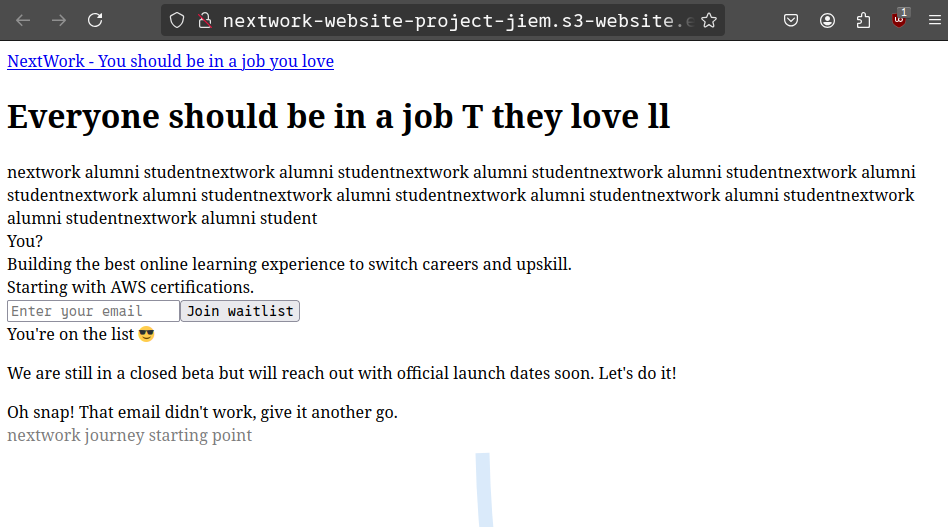 1
nextwork-website-project-jiem.s3-website.e
NextWork - You should be in a job you love
Everyone should be in a job T they love ll
nextwork alumni studentnextwork alumni studentnextwork alumni studentnextwork alumni studentnextwork alumni
studentnextwork alumni studentnextwork alumni studentnextwork alumni studentnextwork alumni studentnextwork
alumni studentnextwork alumni student
You?
Building the best online learning experience to switch careers and upskill.
Starting with AWS certifications.
Enter your email Join waitlist
You're on the list 😎
We are still in a closed beta but will reach out with official launch dates soon. Let's do it!
Oh snap! That email didn't work, give it another go.
nextwork journey starting point